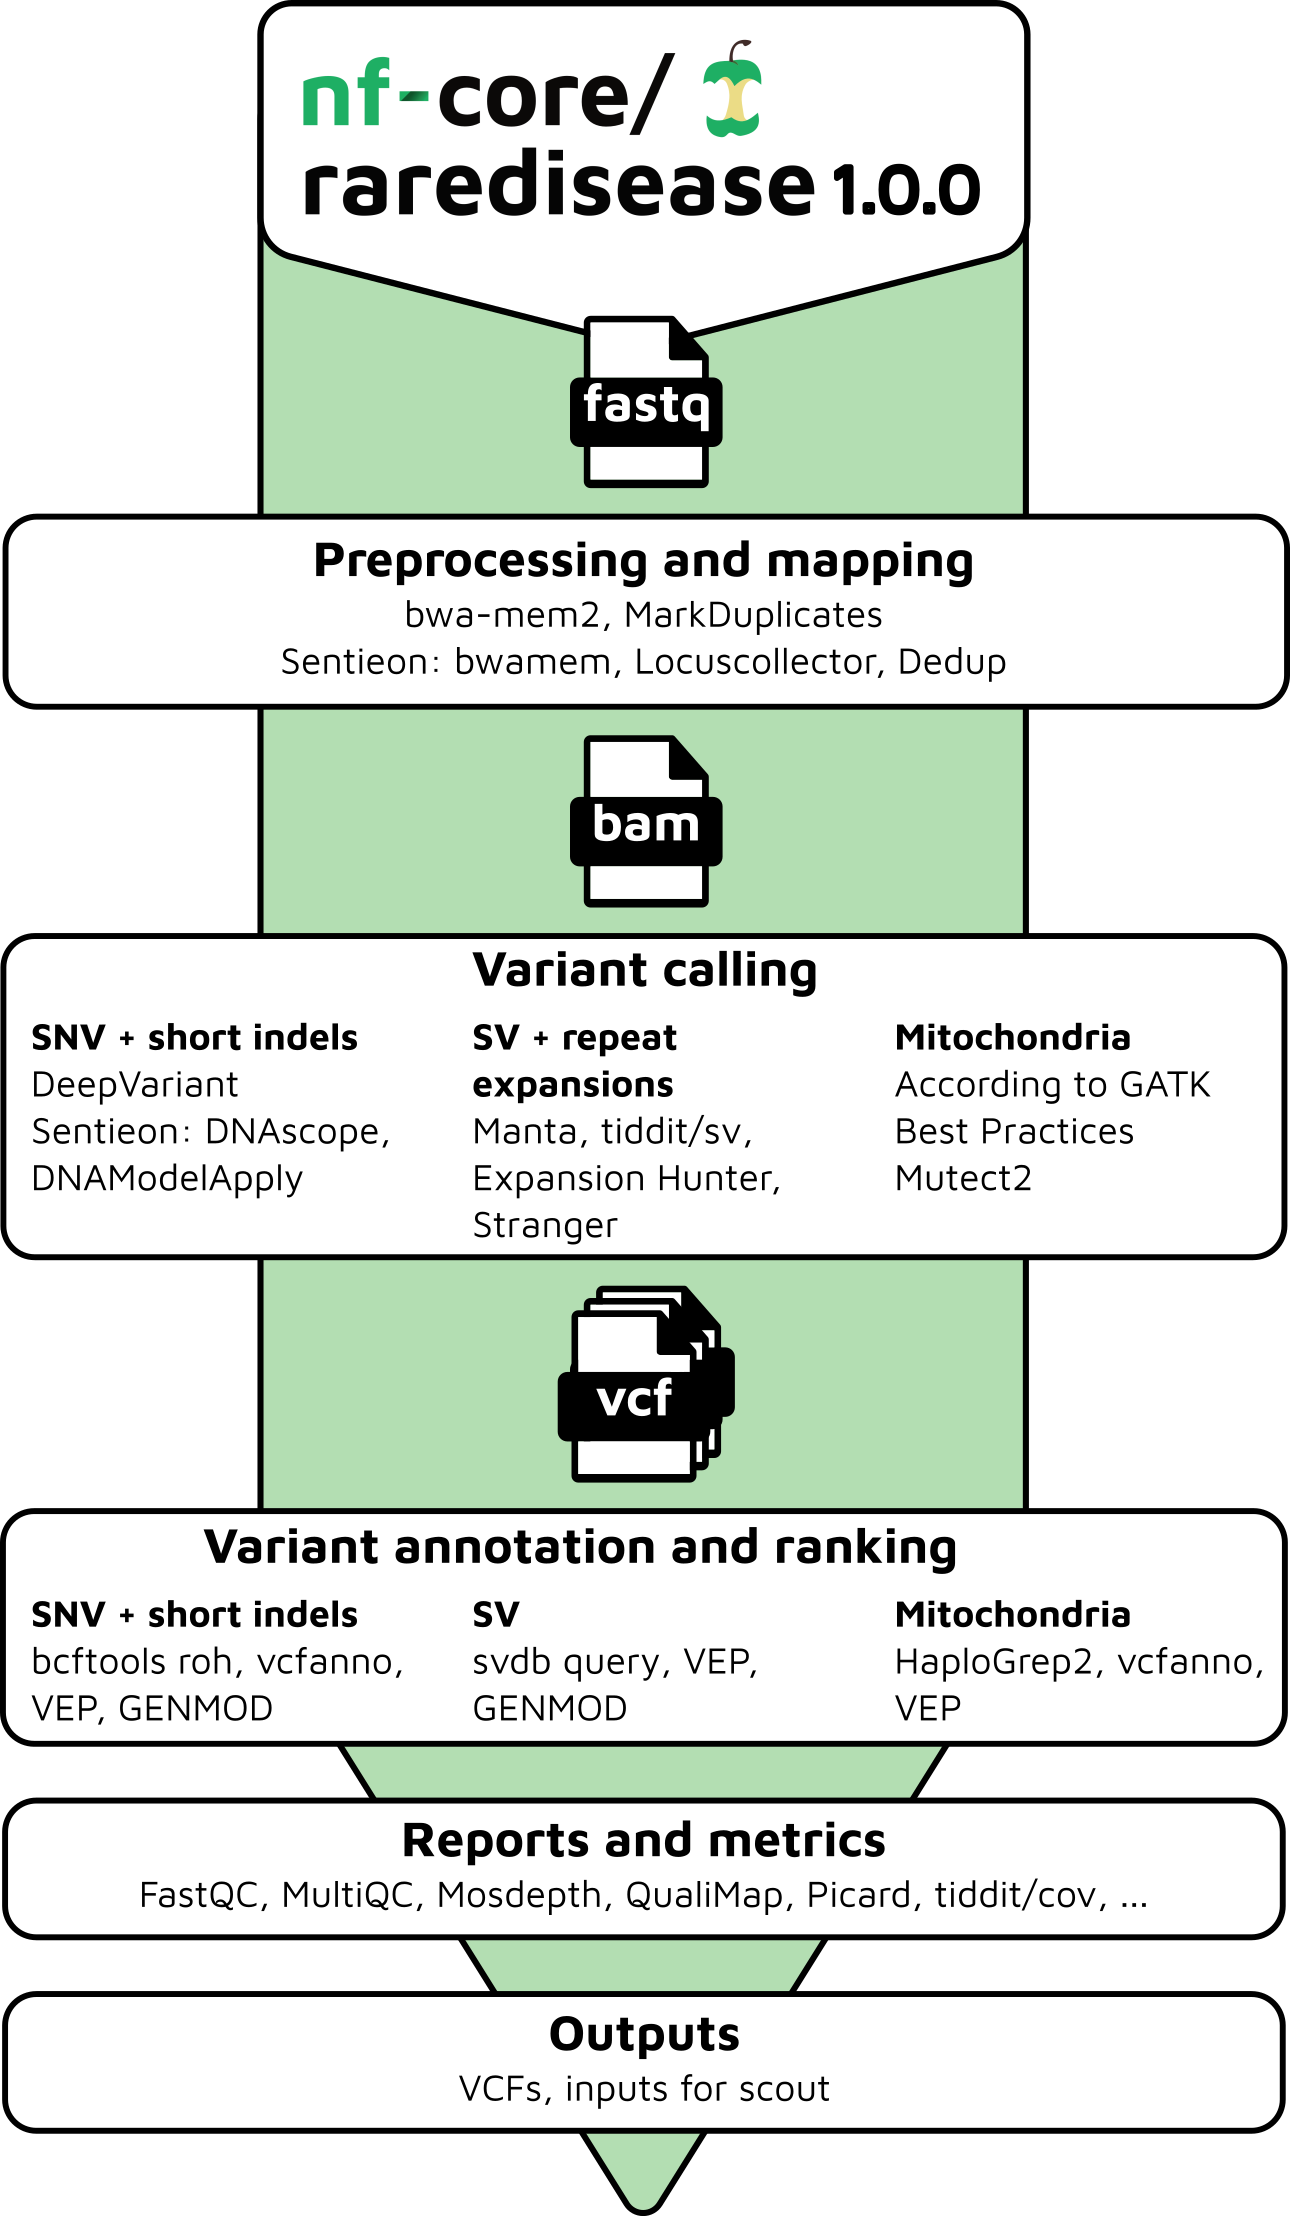 nf-core/
raredisease 1.0.0
fastq
Preprocessing and mapping
bwa-mem2, MarkDuplicates
Sentieon: bwamem, Locuscollector, Dedup
bam
Variant calling
SNV + short indels
DeepVariant
Sentieon: DNAscope,
DNAModelApply
SV + repeat
expansions
Manta, tiddit/sv,
Expansion Hunter,
Stranger
Mitochondria
According to GATK
Best Practices
Mutect2
vcf
Variant annotation and ranking
SNV + short indels
bcftools roh, vcfanno,
VEP, GENMOD
SV
svdb query, VEP,
GENMOD
Mitochondria
HaploGrep2, vcfanno,
VEP
Reports and metrics
FastQC, MultiQC, Mosdepth, QualiMap, Picard, tiddit/cov, ...
Outputs
VCFs, inputs for scout